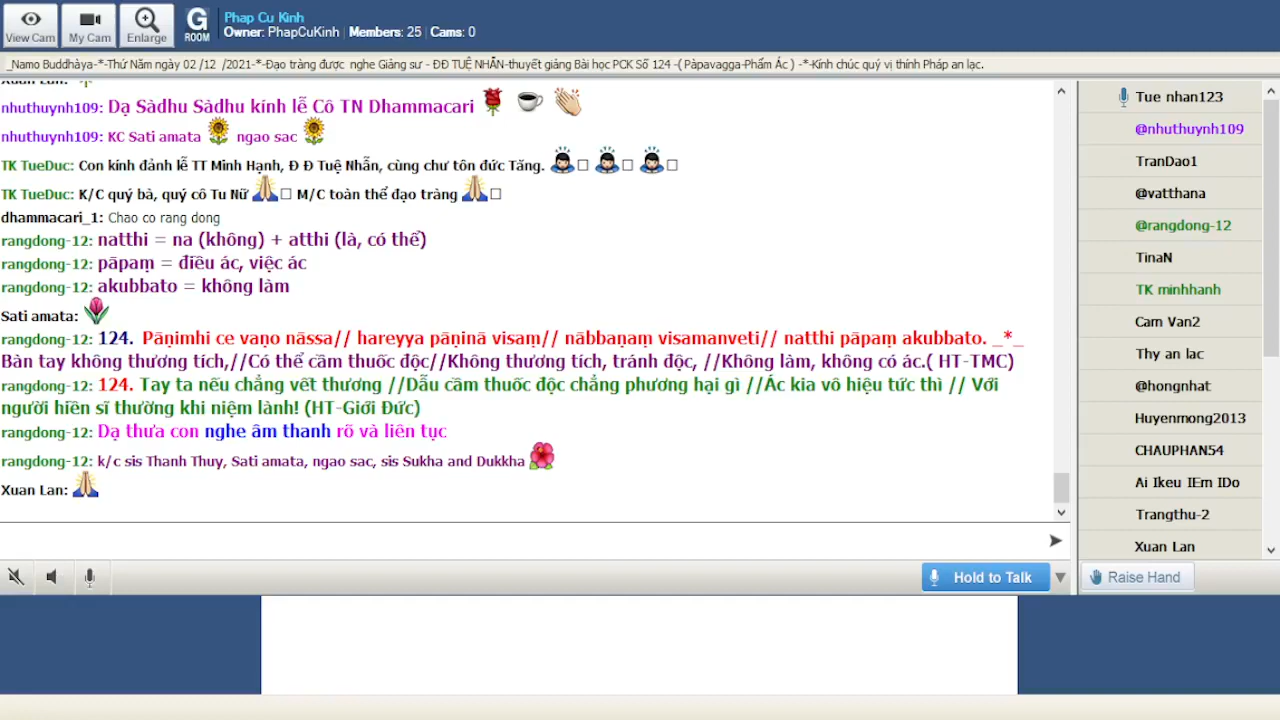 View Cam
My Cam
Enlarge
G
ROOM
Phap Cu Kinh
Owner: PhapCuKinh | Members: 25 | Cams: 0
_Namo Buddhàya-*-Thứ Năm ngày 02 /12 /2021-*-Đạo tràng được nghe Giảng sư - ĐĐ TUỆ NHẪN-thuyết giảng Bài học PCK Số 124 -( Pàpavagga-Phẩm Ác ) -*-Kính chúc quý vị thính Pháp an lạc.
Xuan Lan:
nhuthuynh109: Dạ Sàdhu Sàdhu kính lễ Cô TN Dhammacari
nhuthuynh109: KC Sati amata ngao sac
TK TueDuc: Con kính đảnh lễ TT Minh Hạnh, Đ Đ Tuệ Nhẫn, cùng chư tôn đức Tăng.
TK TueDuc: K/C quý bà, quý cô Tu Nữ M/C toàn thể đạo tràng
dhammacari_1: Chao co rang dong
rangdong-12: natthi = na (không) + atthi (là, có thể)
rangdong-12: pāpaṃ = điều ác, việc ác
rangdong-12: akubbato = không làm
Sati amata:
rangdong-12: 124. Pāṇimhi ce vaṇo nāssa// hareyya pāṇinā visaṃ// nābbaṇaṃ visamanveti// natthi pāpaṃ akubbato. _*_
Bàn tay không thương tích,//Có thể cầm thuốc độc//Không thương tích, tránh độc, //Không làm, không có ác.( HT-TMC)
rangdong-12: 124. Tay ta nếu chẳng vết thương //Dẫu cầm thuốc độc chẳng phương hại gì //Ác kia vô hiệu tức thì // Với
người hiền sĩ thường khi niệm lành! (HT-Giới Đức)
rangdong-12: Dạ thưa con nghe âm thanh rõ và liên tục
rangdong-12: k/c sis Thanh Thuy, Sati amata, ngao sac, sis Sukha and Dukkha
Xuan Lan:
Hold to Talk
Tue nhan123
@nhuthuynh109
TranDao1
@vatthana
@rangdong-12
TinaN
TK minhhanh
Cam Van2
Thy an lac
@hongnhat
Huyenmong2013
CHAUPHAN54
Ai Ikeu IEm IDo
Trangthu-2
Xuan Lan
Raise Hand